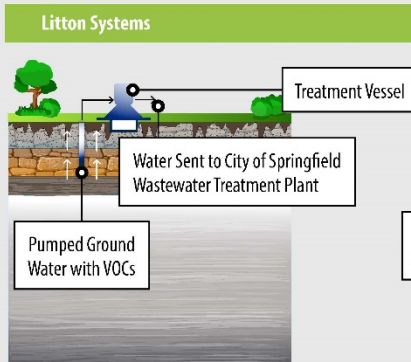 Litton Systems
Treatment Vessel
Water Sent to City of Springfield
Wastewater Treatment Plant
Pumped Ground
Water with VOCs